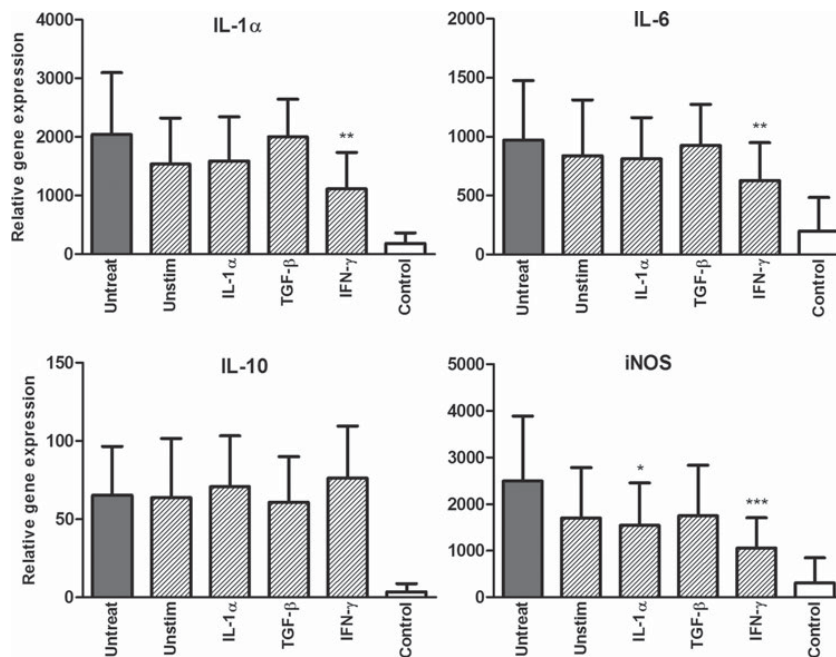 IL-1α
Relative gene expression
4000
3000
2000
1000
0
**
Untreat
Unstim
IL-1α
TGF-β
IFN-γ
Control
IL-6
2000
1500
1000
500
0
**
Untreat
Unstim
IL-1α
TGF-β
IFN-γ
Control
IL-10
Relative gene expression
150
100
50
0
Untreat
Unstim
IL-1α
TGF-β
IFN-γ
Control
iNOS
5000
4000
3000
2000
1000
0
*
***
Untreat
Unstim
IL-1α
TGF-β
IFN-γ
Control